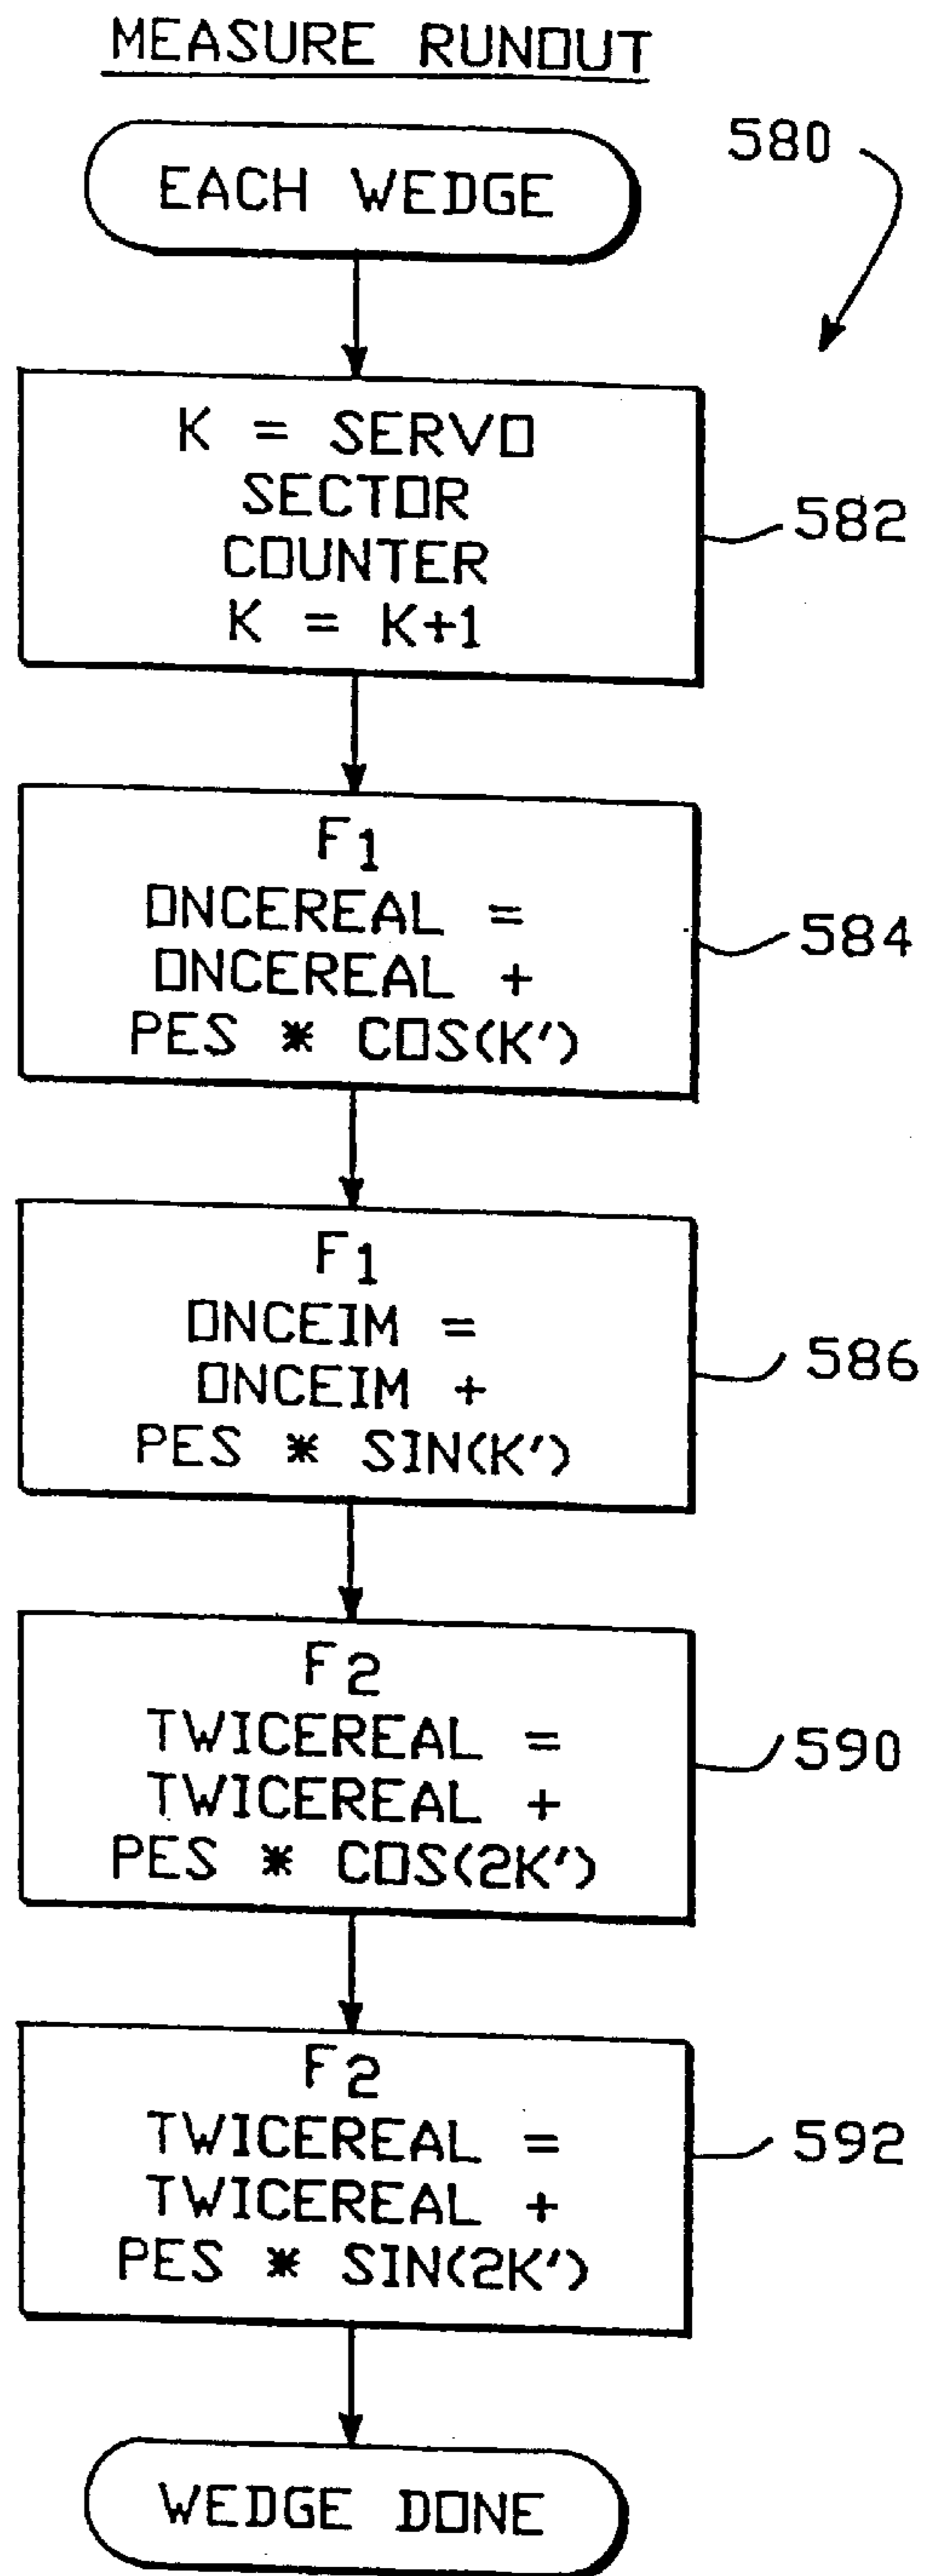 MEASURE RUNOUT
580
EACH WEDGE
K = SERVO
SECTOR
COUNTER
K = K+1
582
F1
ONCEREAL =
ONCEREAL +
PES * COS(K')
584
F1
ONCEIM =
ONCEIM +
PES * SIN(K')
586
F2
TWICEREAL =
TWICEREAL +
PES * COS(2K')
590
F2
TWICEREAL =
TWICEREAL +
PES * SIN(2K')
592
WEDGE DONE